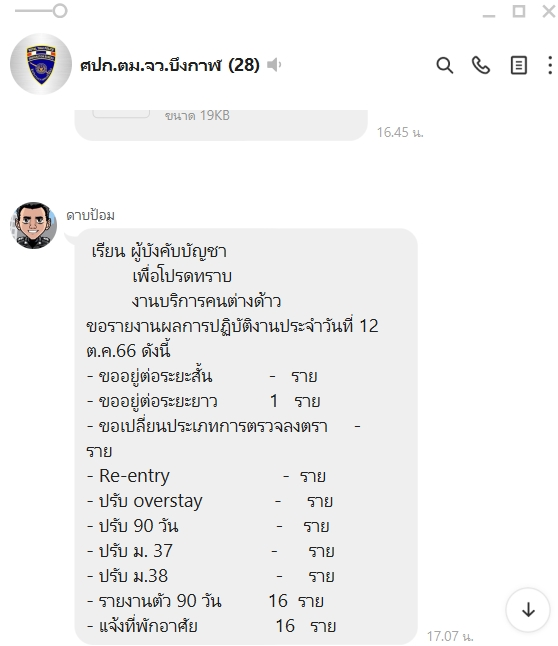 ศปก.ตม.จว.บึงกาฬ (28)
ขนาด 19KB
16.45 น.
ดาบป้อม
เรียน ผู้บังคับบัญชา
เพื่อโปรดทราบ
งานบริการคนต่างด้าว
ขอรายงานผลการปฏิบัติงานประจำวันที่ 12
ต.ค.66 ดังนี้
- ขออยู่ต่อระยะสั้น - ราย
- ขออยู่ต่อระยะยาว 1 ราย
- ขอเปลี่ยนประเภทการตรวจลงตรา -
ราย
- Re-entry - ราย
- ปรับ overstay - ราย
- ปรับ 90 วัน - ราย
- ปรับ ม. 37 - ราย
- ปรับ ม.38 - ราย
- รายงานตัว 90 วัน 16 ราย
- แจ้งที่พักอาศัย 16 ราย
17.07 น.